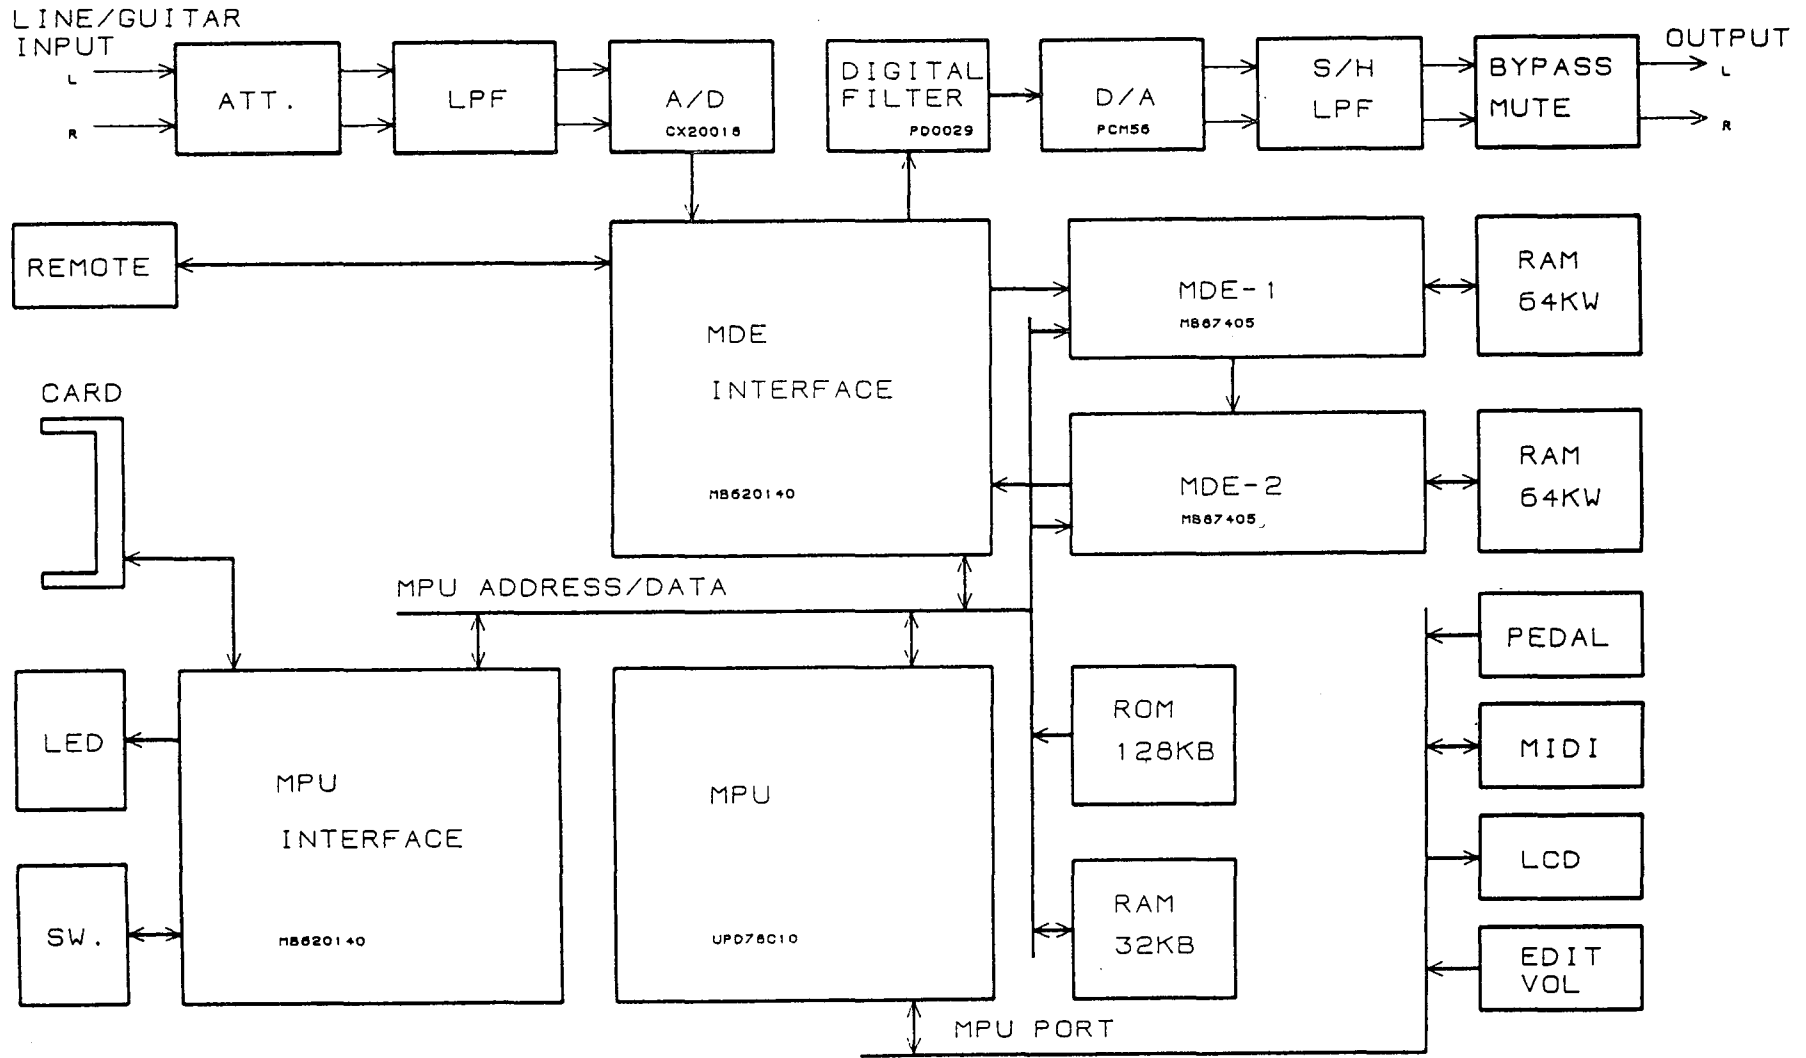 LINE/GUITAR
INPUT
L
R
ATT.
LPF
A/D
CX20018
DIGITAL
FILTER
PD0029
D/A
PCM56
S/H
LPF
BYPASS
MUTE
OUTPUT
L
R
REMOTE
MDE
INTERFACE
MB620140
MDE-1
MB87405
RAM
64KW
MDE-2
MB87405
RAM
64KW
CARD
MPU ADDRESS/DATA
LED
SW.
MPU
INTERFACE
MB620140
MPU
UPD78C10
ROM
128KB
RAM
32KB
PEDAL
MIDI
LCD
EDIT
VOL
MPU PORT